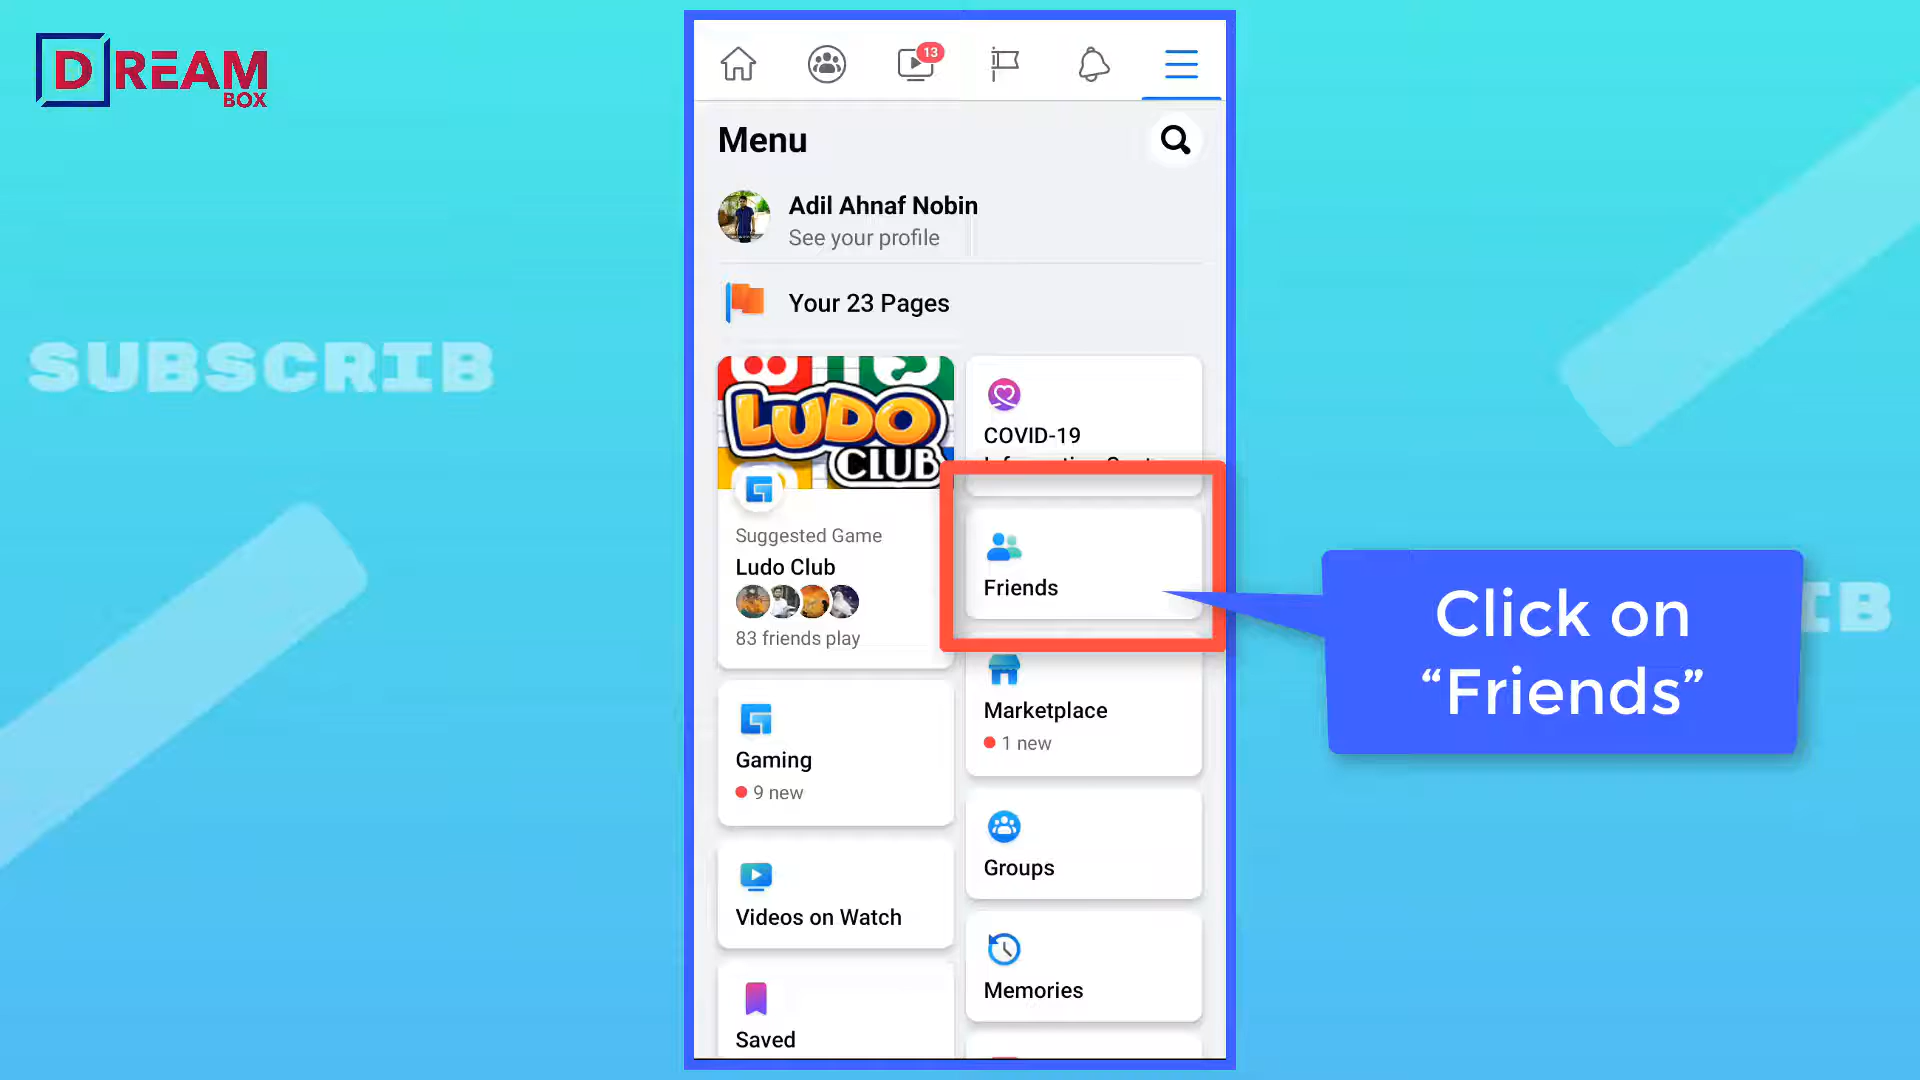 DREAM
BOX
13
Menu
Adil Ahnaf Nobin
See your profile
Your 23 Pages
SUBSCRIB
LUDO
CLUB
COVID-19
Suggested Game
Ludo Club
83 friends play
Friends
Click on
“Friends”
IB
Marketplace
1 new
Gaming
9 new
Groups
Videos on Watch
Memories
Saved